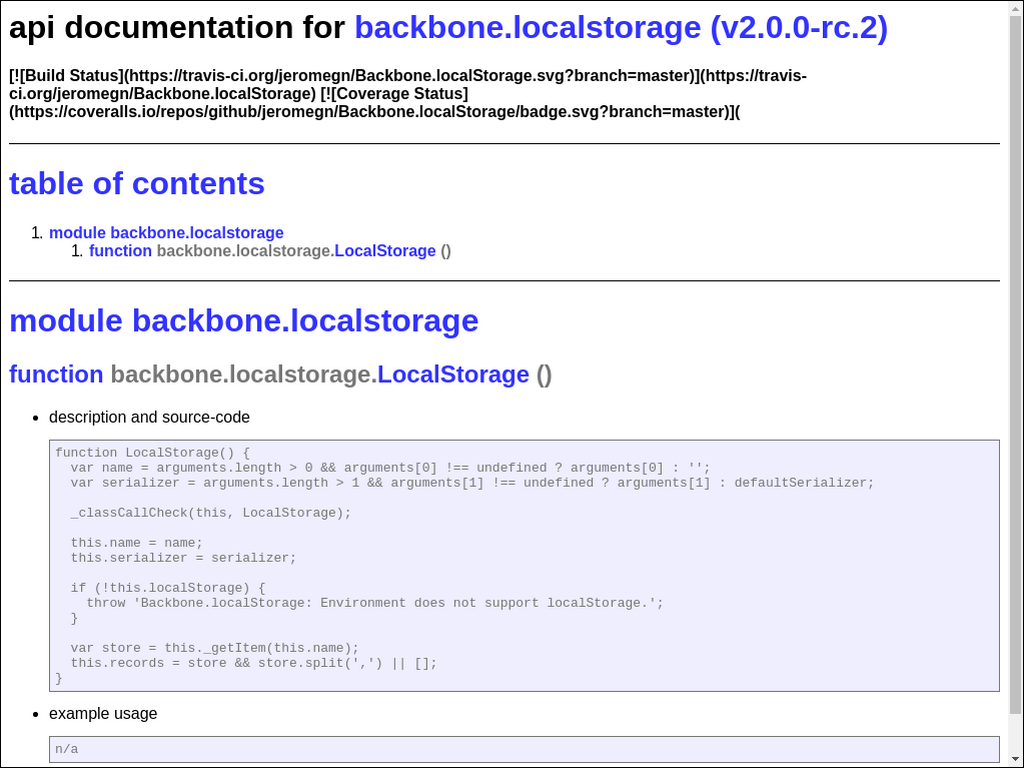 api documentation for backbone.localstorage (v2.0.0-rc.2)
[![Build Status](https://travis-ci.org/jeromegn/Backbone.localStorage.svg?branch=master)](https://travis-
ci.org/jeromegn/Backbone.localStorage) [![Coverage Status]
(https://coveralls.io/repos/github/jeromegn/Backbone.localStorage/badge.svg?branch=master)](
table of contents
1. module backbone.localstorage
1. function backbone.localstorage.LocalStorage ()
module backbone.localstorage
function backbone.localstorage.LocalStorage ()
• description and source-code
function LocalStorage() {
  var name = arguments.length > 0 && arguments[0] !== undefined ? arguments[0] : '';
  var serializer = arguments.length > 1 && arguments[1] !== undefined ? arguments[1] : defaultSerializer;
  _classCallCheck(this, LocalStorage);
  this.name = name;
  this.serializer = serializer;
  if (!this.localStorage) {
    throw 'Backbone.localStorage: Environment does not support localStorage.';
  }
  var store = this._getItem(this.name);
  this.records = store && store.split(',') || [];
}
• example usage
n/a